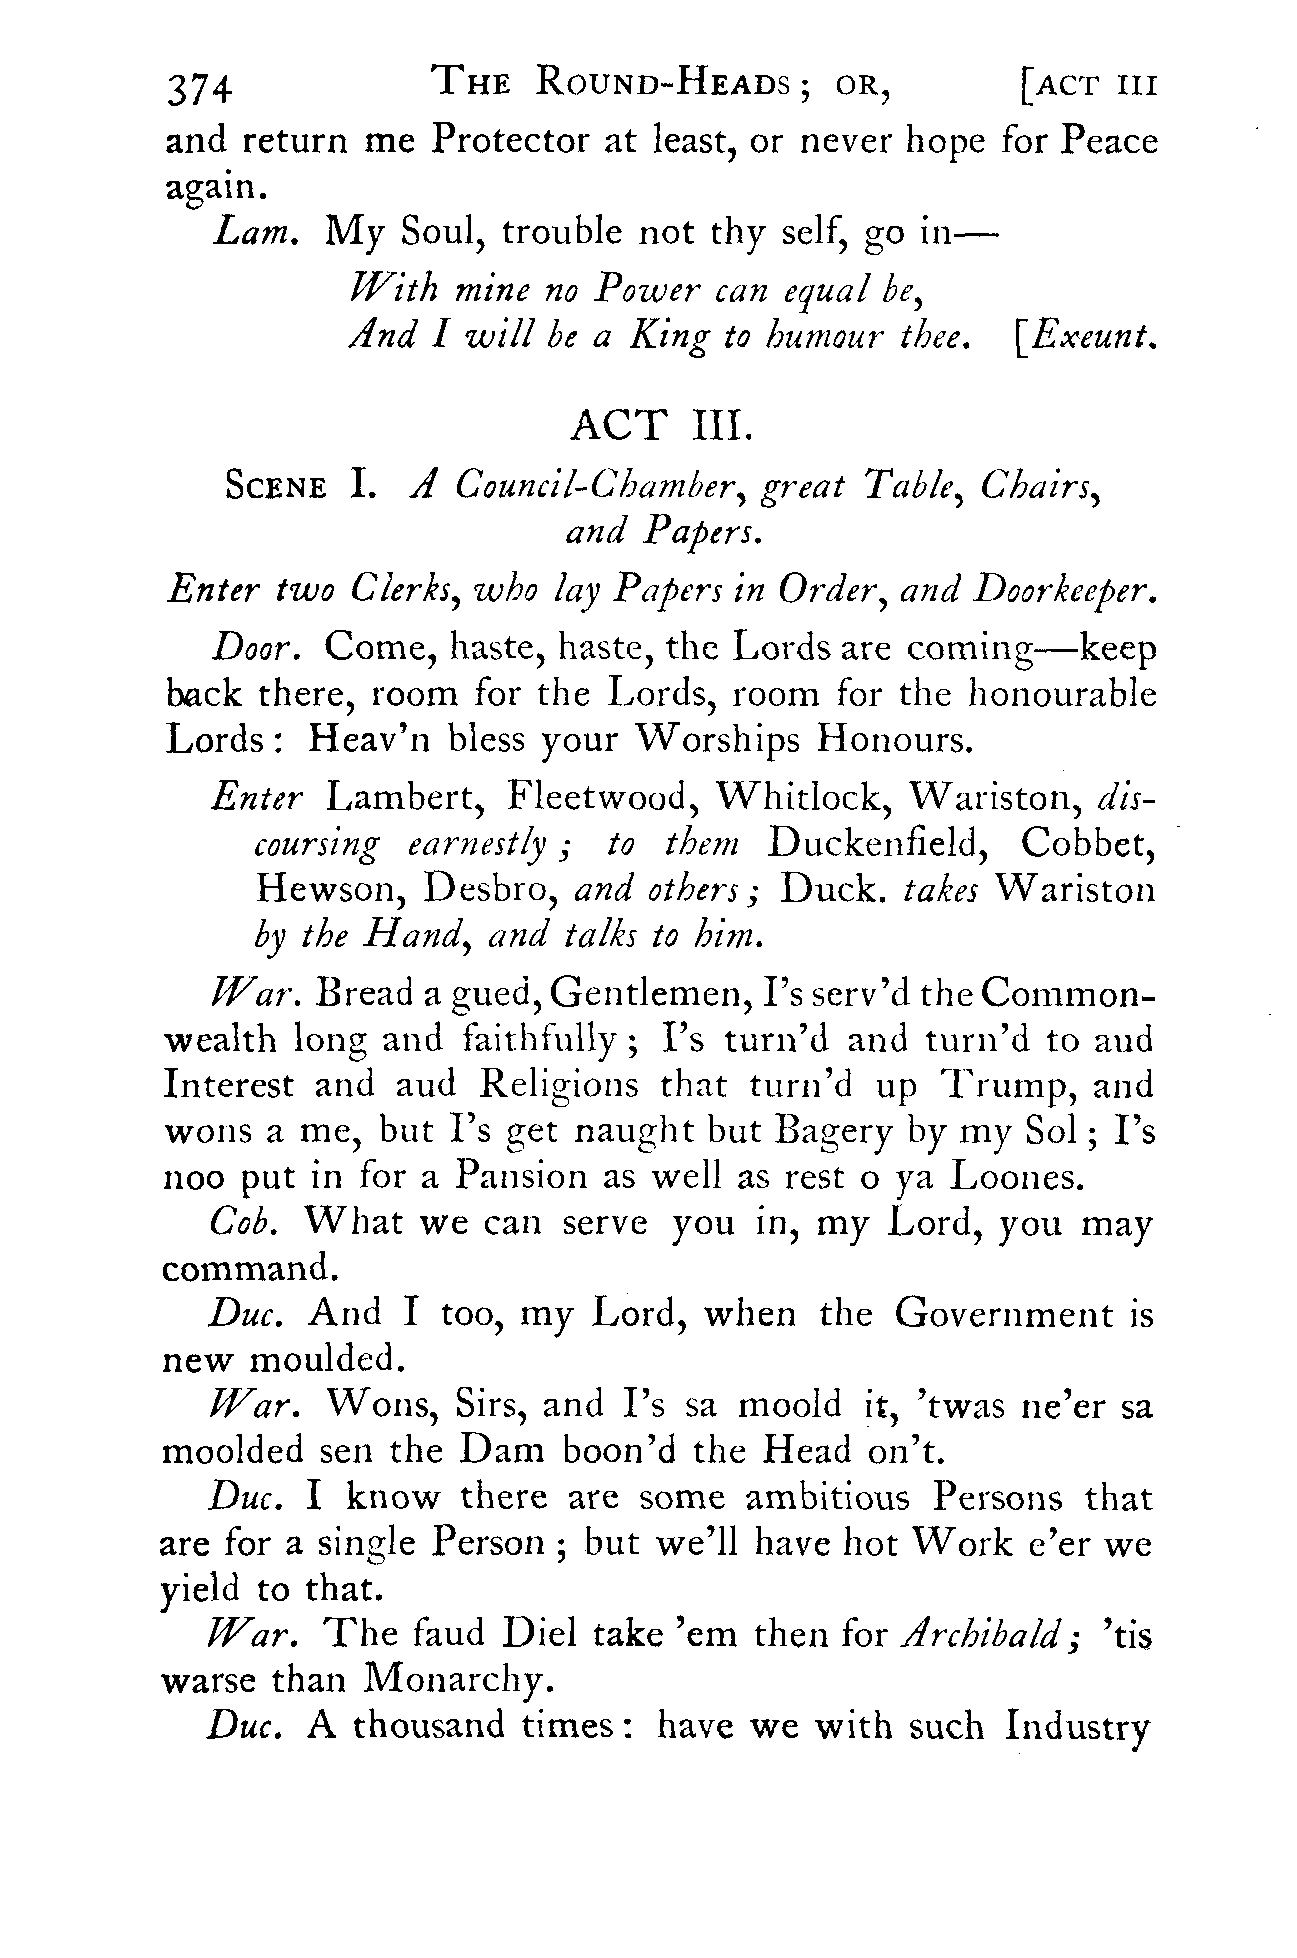 374 THE ROUND-HEADS; OR, [ACT III
and return me Protector at least, or never hope for Peace
again.
Lam. My Soul, trouble not thy self, go in—
With mine no Power can equal be,
And I will be a King to humour thee. [Exeunt.
ACT III.
SCENE I. A Council-Chamber, great Table, Chairs,
and Papers.
Enter two Clerks, who lay Papers in Order, and Doorkeeper.
Door. Come, haste, haste, the Lords are coming—keep
back there, room for the Lords, room for the honourable
Lords: Heav'n bless your Worships Honours.
Enter Lambert, Fleetwood, Whitlock, Wariston, dis-
coursing earnestly; to them Duckenfield, Cobbet,
Hewson, Desbro, and others; Duck. takes Wariston
by the Hand, and talks to him.
War. Bread a gued, Gentlemen, I's serv'd the Common-
wealth long and faithfully; I's turn'd and turn'd to aud
Interest and aud Religions that turn'd up Trump, and
wons a me, but I's get naught but Bagery by my Sol; I's
noo put in for a Pansion as well as rest o ya Loones.
Cob. What we can serve you in, my Lord, you may
command.
Duc. And I too, my Lord, when the Government is
new moulded.
War. Wons, Sirs, and I's sa moold it, 'twas ne'er sa
moolded sen the Dam boon'd the Head on't.
Duc. I know there are some ambitious Persons that
are for a single Person; but we'll have hot Work e'er we
yield to that.
War. The faud Diel take 'em then for Archibald; 'tis
warse than Monarchy.
Duc. A thousand times: have we with such Industry